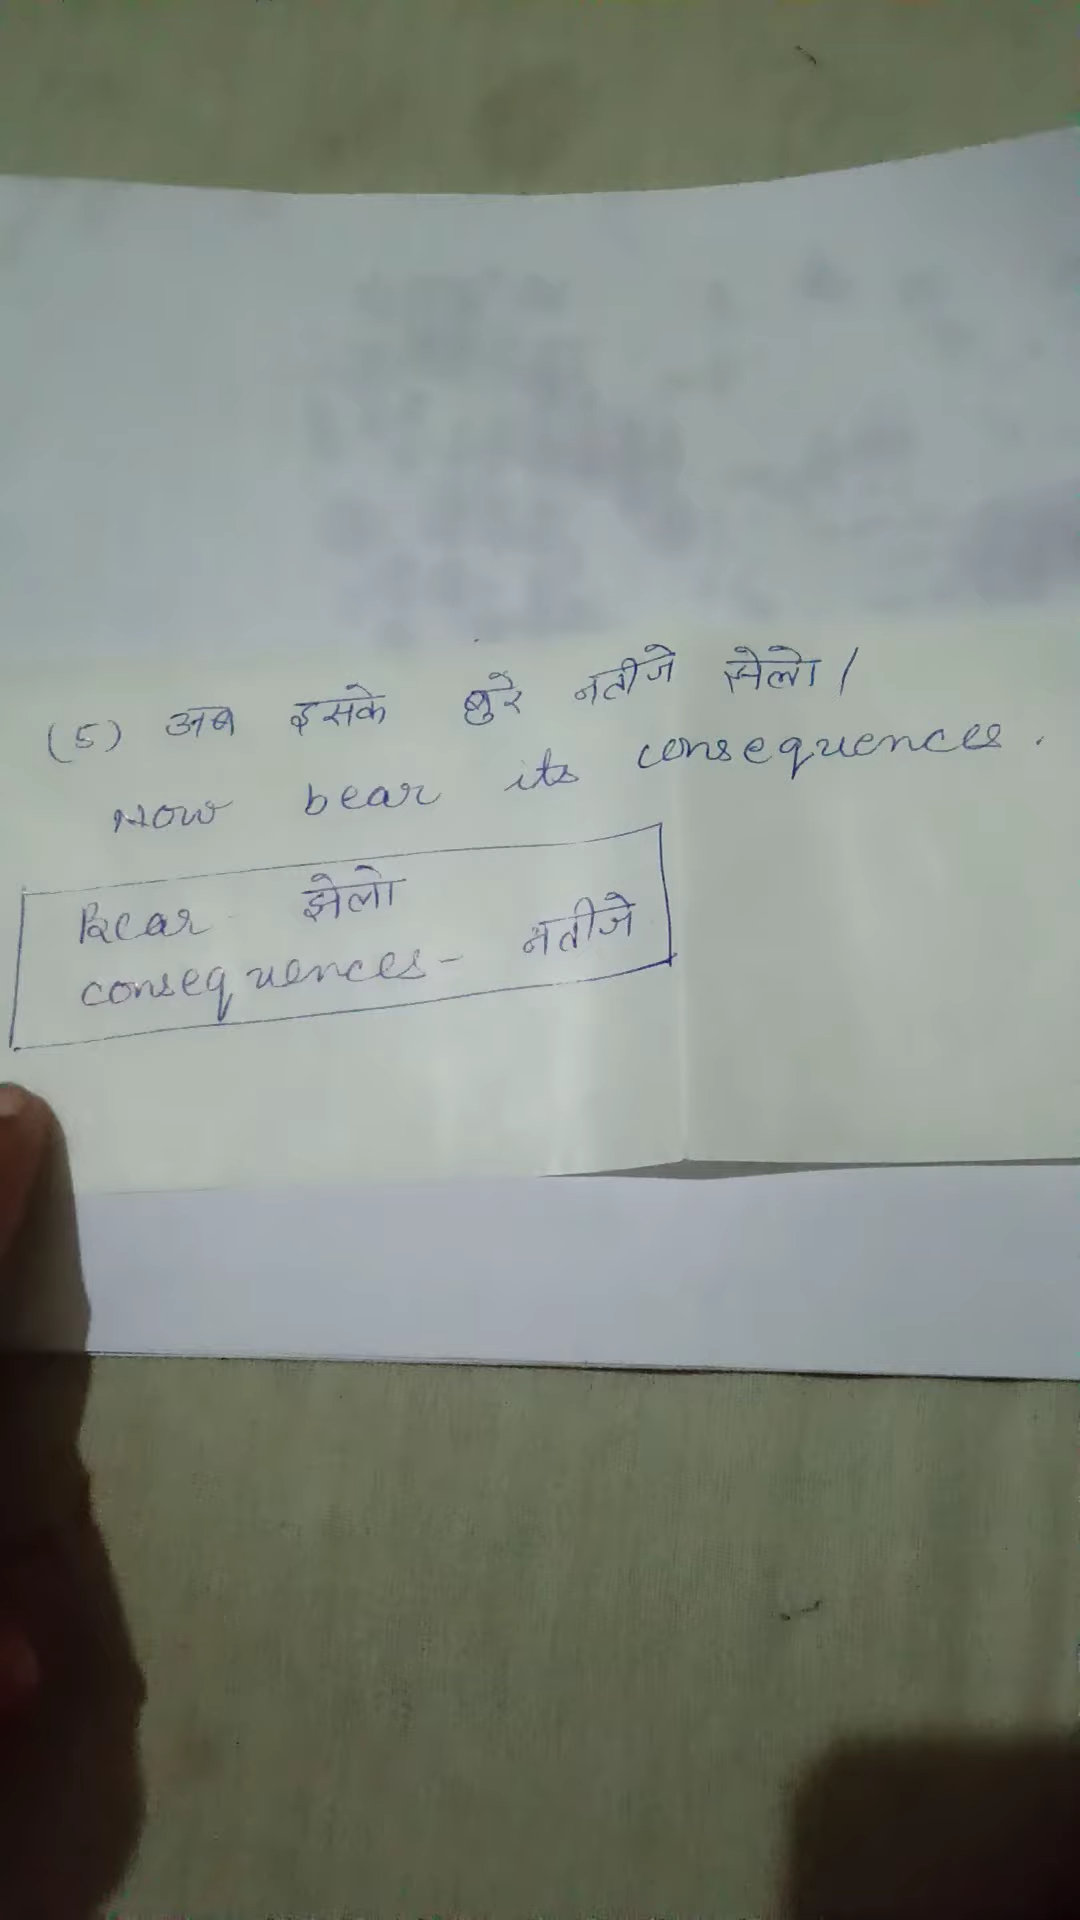 (5) अब इसके बुरे नतीजे झेलो।
Now bear its consequences.
Bear - झेलो
consequences - नतीजे